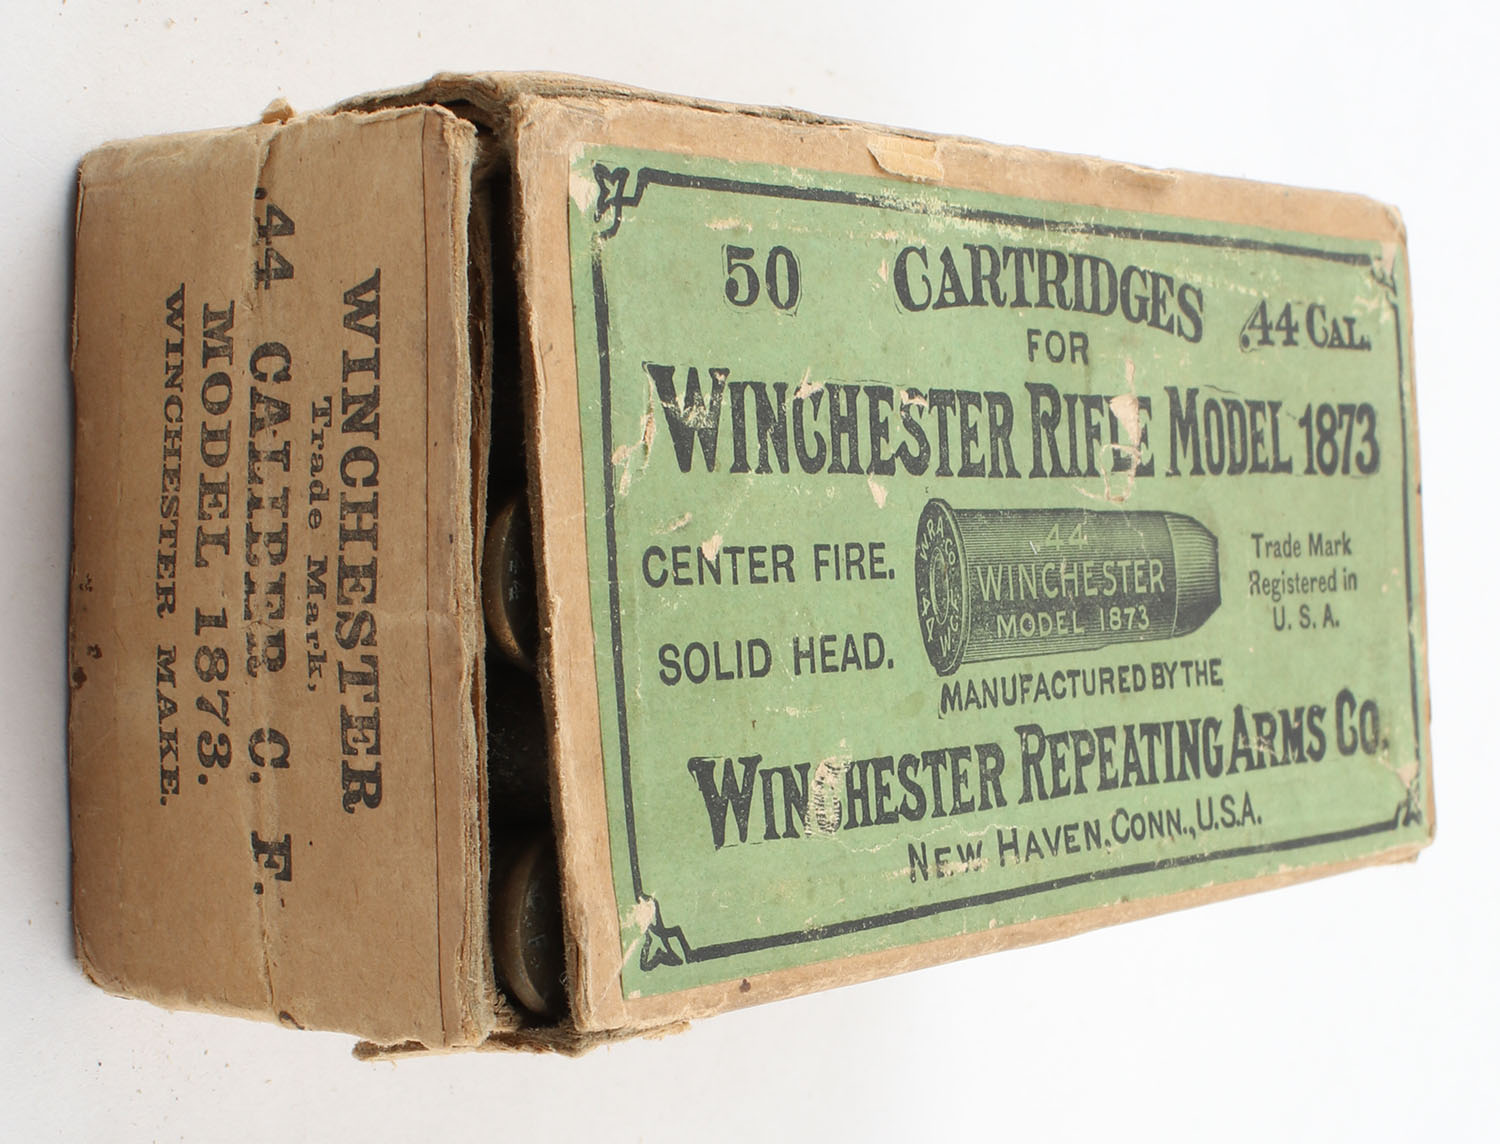 50 CARTRIDGES .44 CAL.
FOR
WINCHESTER RIFLE MODEL 1873
CENTER FIRE.
SOLID HEAD.
W.R.A. CO.
44 W.C.F.
.44
WINCHESTER
MODEL 1873
Trade Mark
Registered in
U. S. A.
MANUFACTURED BY THE
WINCHESTER REPEATING ARMS CO.
NEW HAVEN, CONN., U.S.A.
WINCHESTER
Trade Mark,
.44 CALIBER C. F.
MODEL 1873.
WINCHESTER MAKE.